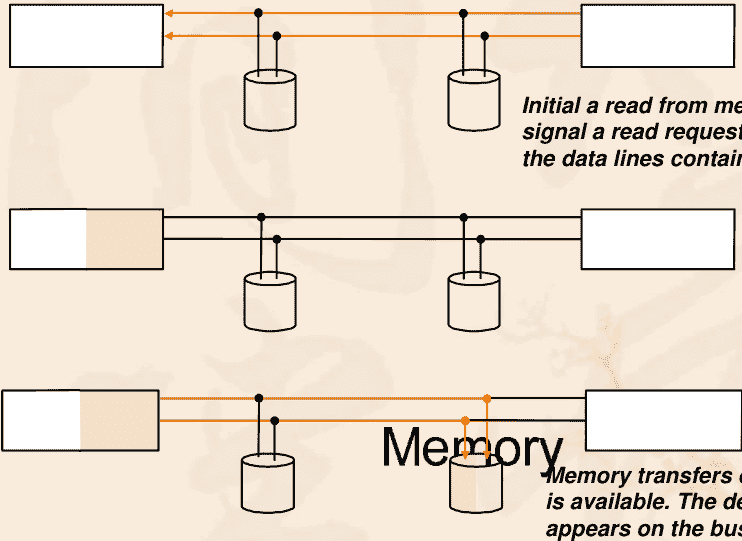 Initial a read from me
signal a read request
the data lines contain
Memory
Memory transfers
is available. The de
appears on the bus